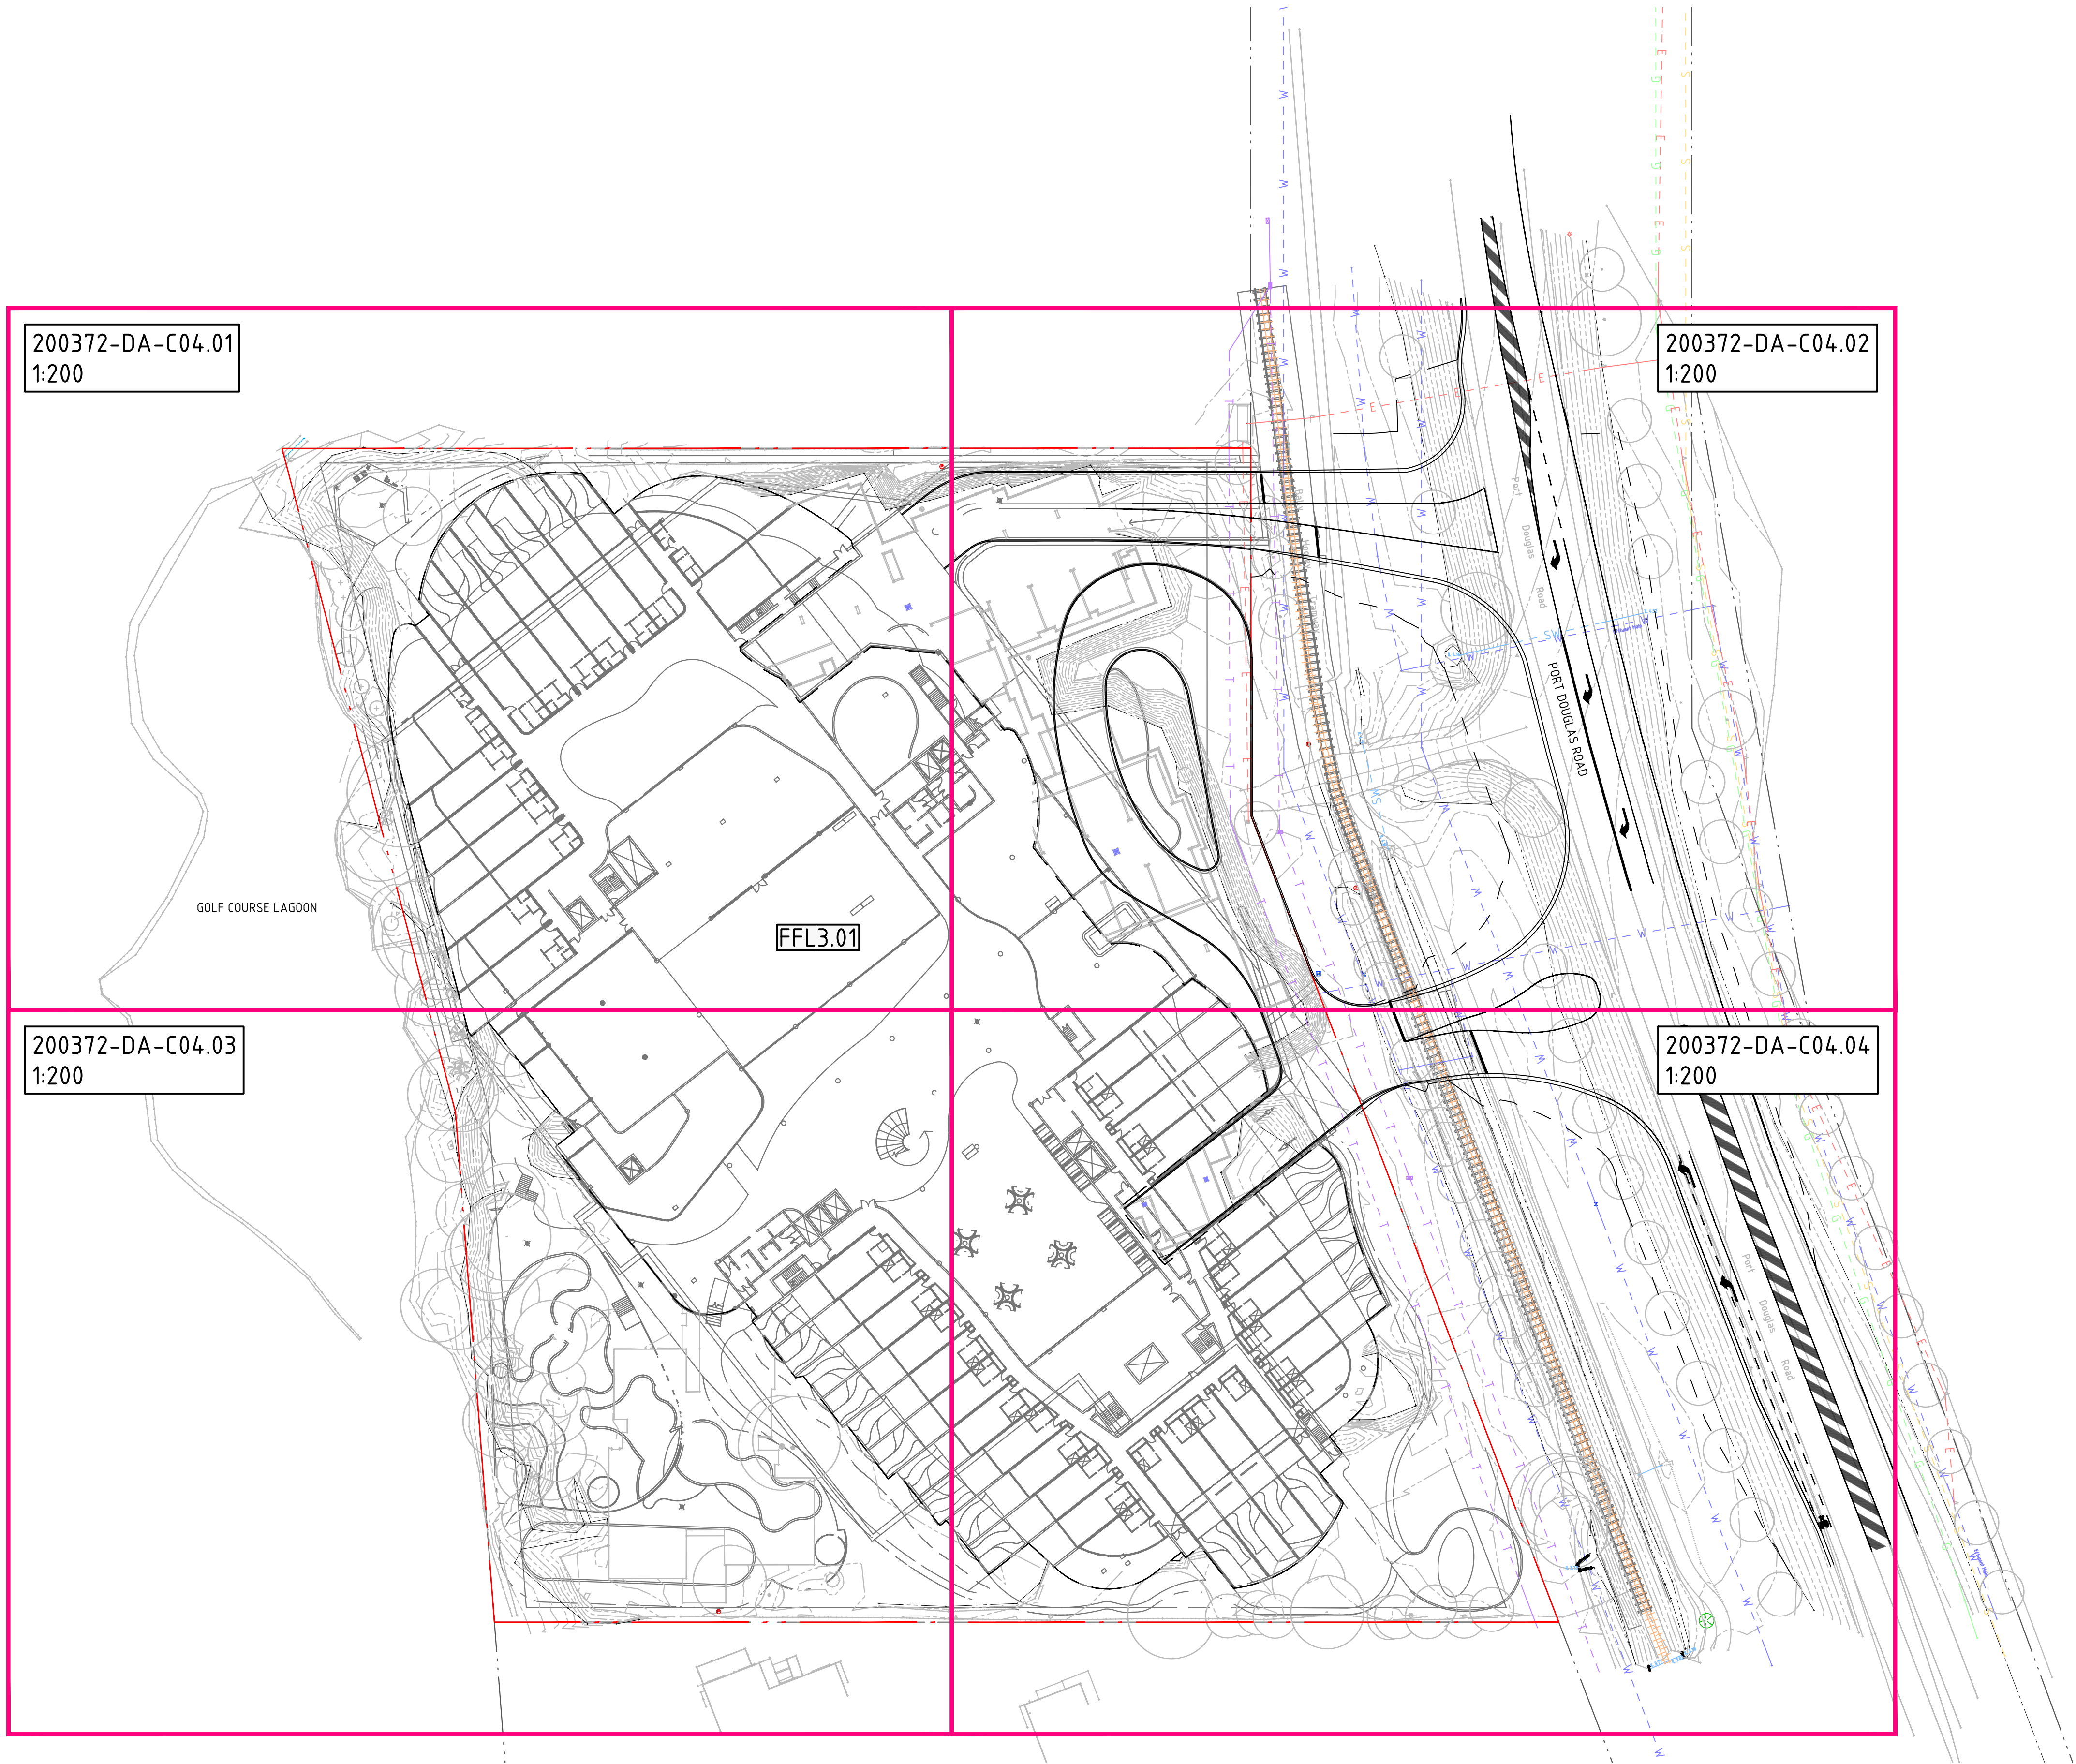 200372-DA-C04.01
1:200
200372-DA-C04.02
1:200
Port
Douglas
Road
PORT DOUGLAS ROAD
GOLF COURSE LAGOON
FFL3.01
200372-DA-C04.03
1:200
200372-DA-C04.04
1:200
Port
Douglas
Road